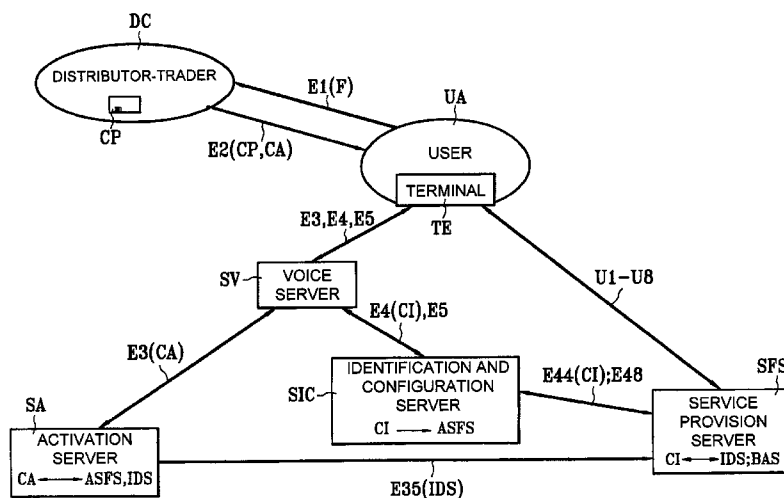 DC
DISTRIBUTOR-TRADER
CP
E1(F)
E2(CP,CA)
UA
USER
TERMINAL
TE
E3,E4,E5
SV
VOICE
SERVER
U1-U8
E4(CI),E5
E3(CA)
SIC
IDENTIFICATION AND
CONFIGURATION
SERVER
CI → ASFS
E44(CI);E48
SFS
SERVICE
PROVISION
SERVER
CI ↔ IDS;BAS
SA
ACTIVATION
SERVER
CA ↔ ASFS,IDS
E35(IDS)